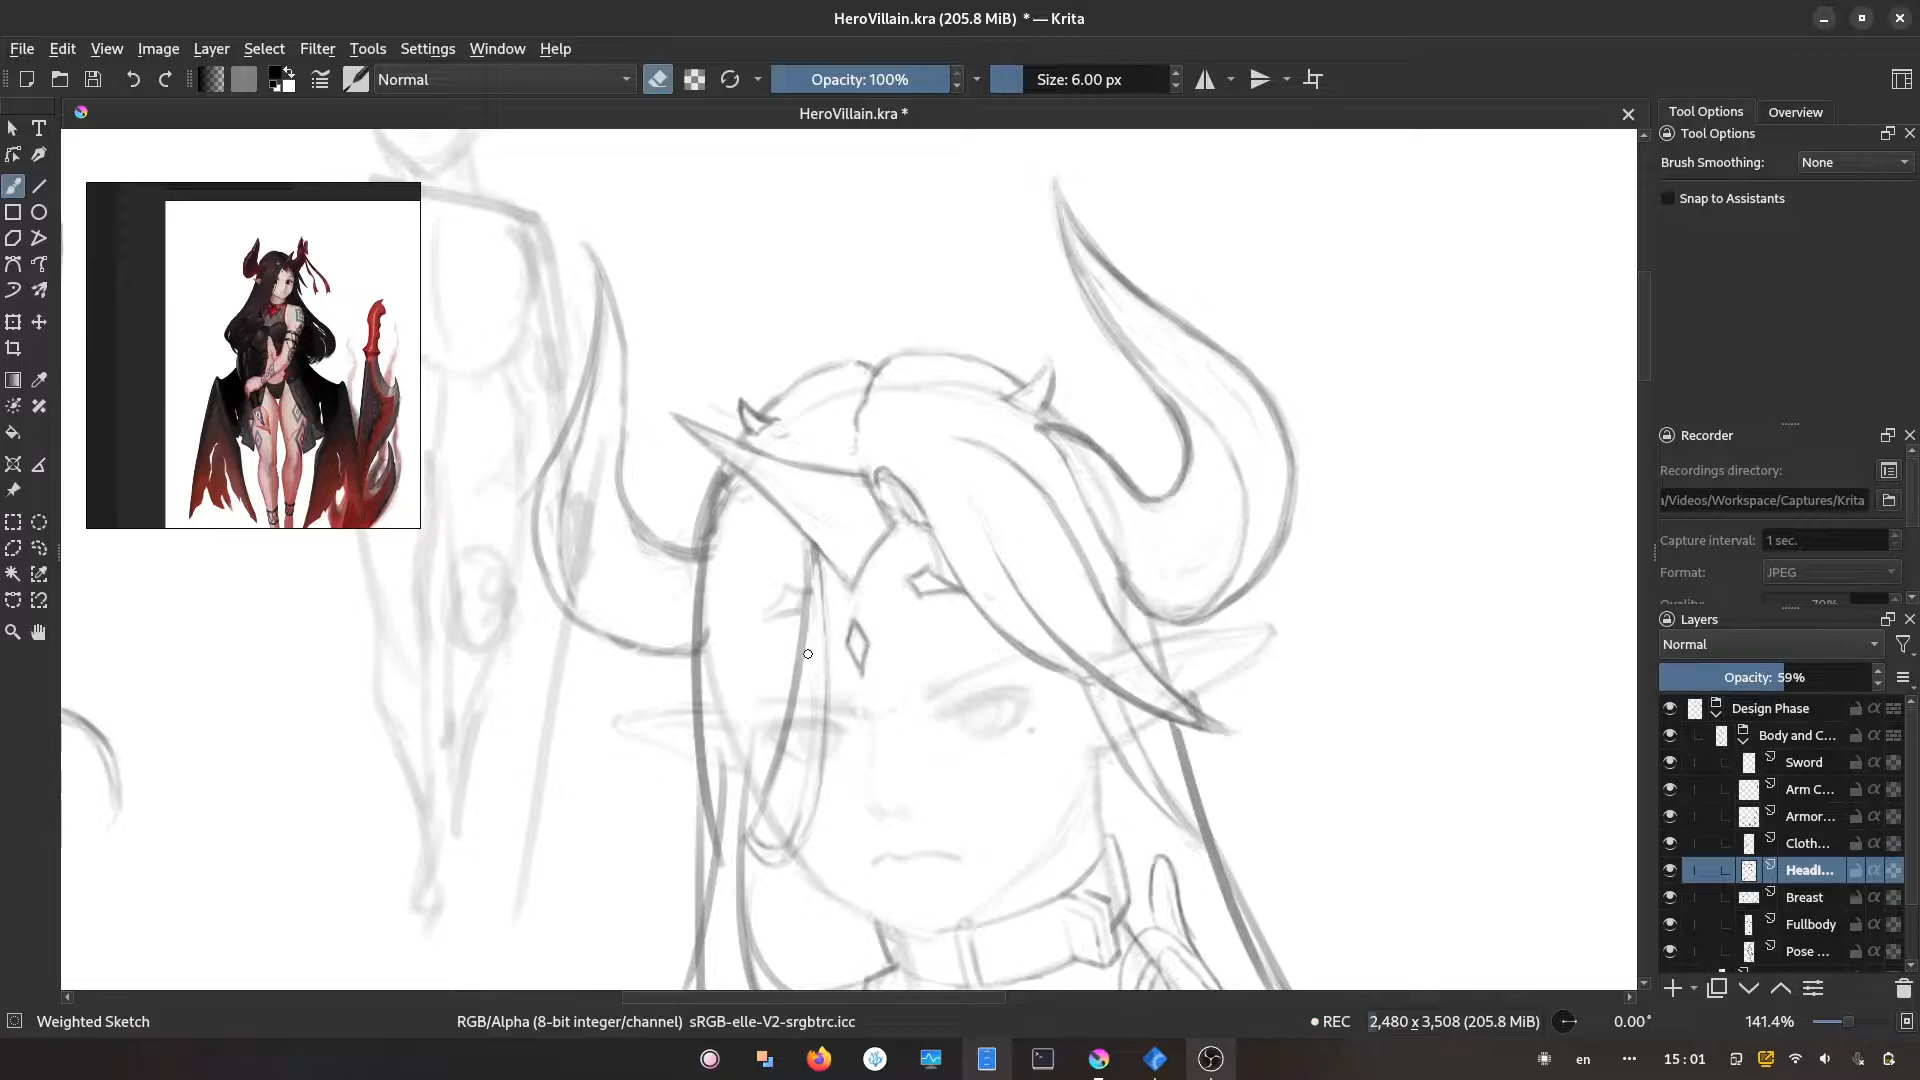 HeroVillain.kra (205.8 MiB) * — Krita
File Edit View Image Layer Select Filter Tools Settings Window Help
Normal
Opacity: 100%
Size: 6.00 px
HeroVillain.kra *
Tool Options Overview
Tool Options
Brush Smoothing: None
Snap to Assistants
Recorder
Recordings directory:
/Videos/Workspace/Captures/Krita
Capture interval: 1 sec.
Format: JPEG
Layers
Normal
Opacity: 59%
Design Phase
Body and C...
Sword
Arm C...
Armor...
Cloth...
Headl...
Breast
Fullbody
Pose ...
Weighted Sketch
RGB/Alpha (8-bit integer/channel) sRGB-elle-V2-srgbtrc.icc
REC
2,480 x 3,508 (205.8 MiB)
0.00°
141.4%
en
15:01